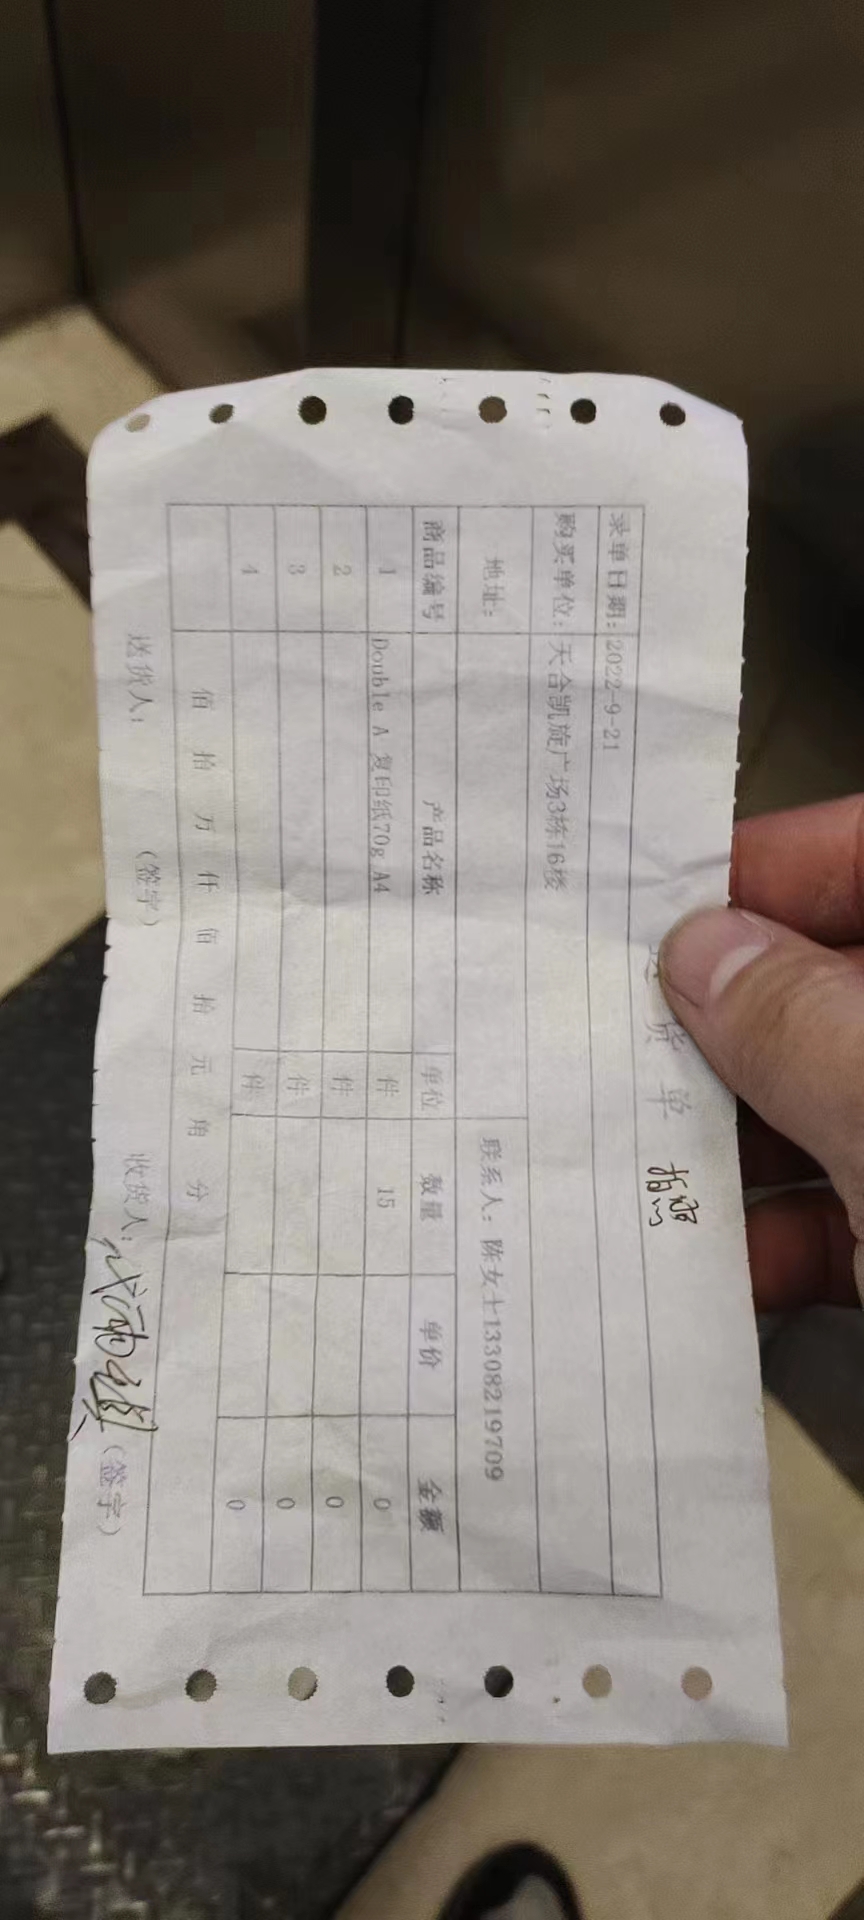 送货单
录单日期: 2022-9-21
购买单位: 天合凯旋广场3栋16楼
地址: 联系人: 陈女士13308219709
商品编号 产品名称 单位 数量 单价 金额
1 Double A 复印纸70g A4 件 15 0
2 件 0
3 件 0
4 件 0
佰 拾 万 仟 佰 拾 元 角 分
送货人: (签字) 收货人: (签字)